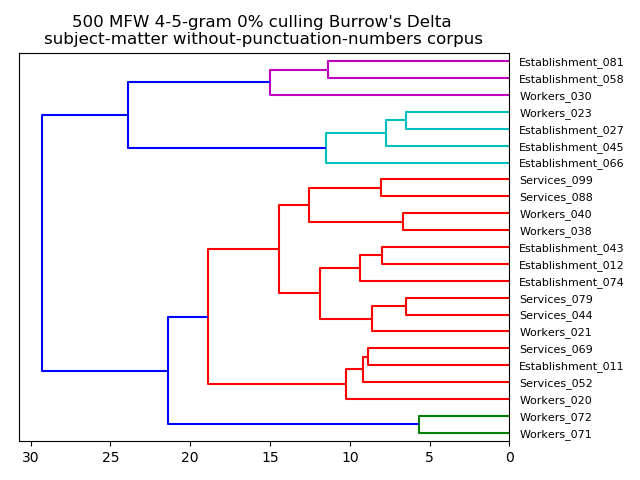 500 MFW 4-5-gram 0% culling Burrow's Delta
subject-matter without-punctuation-numbers corpus
Establishment_081
Establishment_058
Workers_030
Workers_023
Establishment_027
Establishment_045
Establishment_066
Services_099
Services_088
Workers_040
Workers_038
Establishment_043
Establishment_012
Establishment_074
Services_079
Services_044
Workers_021
Services_069
Establishment_011
Services_052
Workers_020
Workers_072
Workers_071
30 25 20 15 10 5 0